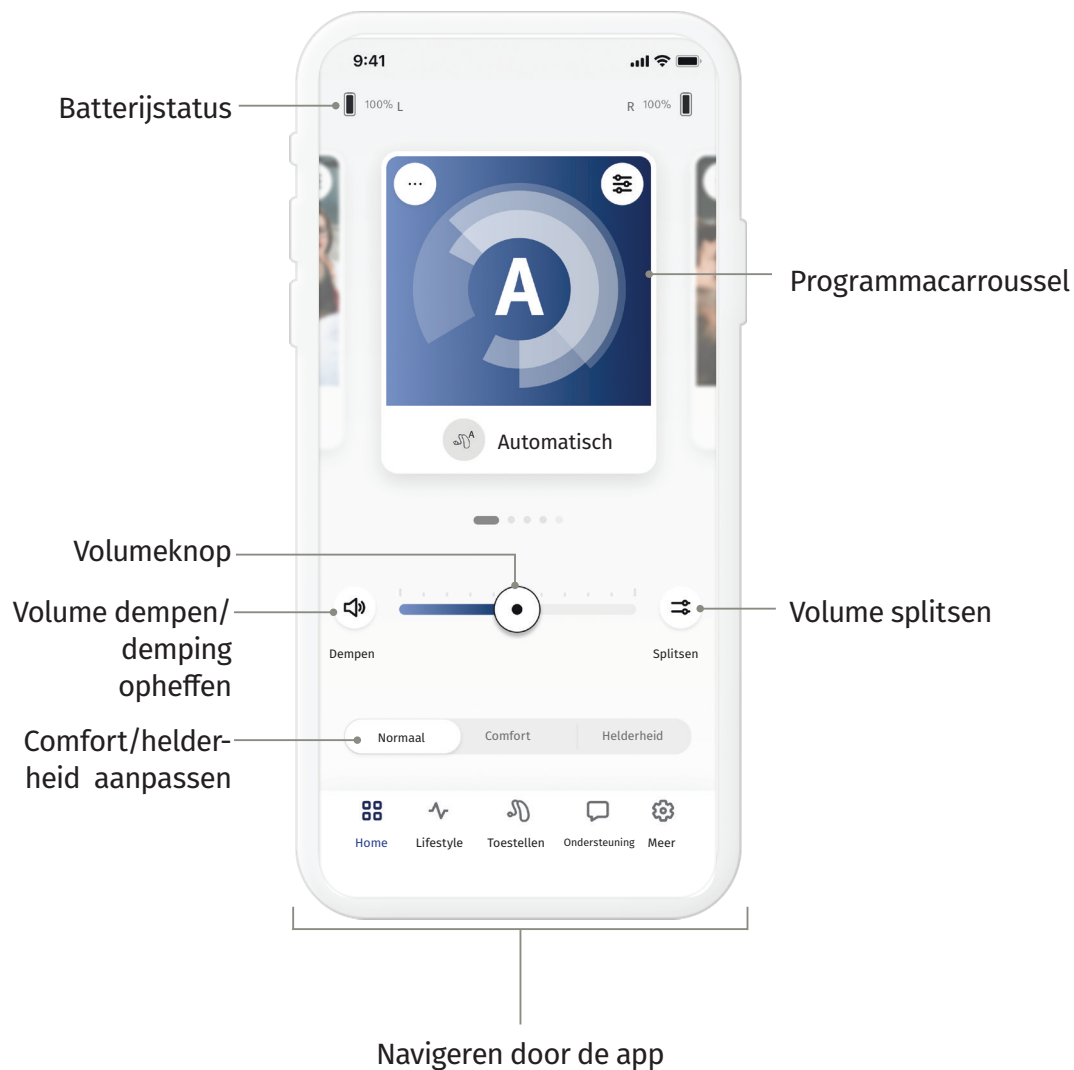 9:41
Batterijstatus
100% L
R 100%
A
Programmacarroussel
A
Automatisch
Volumeknop
Volume dempen/
demping
opheffen
Dempen
Splitsen
Volume splitsen
Comfort/helder-
heid aanpassen
Normaal
Comfort
Helderheid
Home
Lifestyle
Toestellen
Ondersteuning
Meer
Navigeren door de app